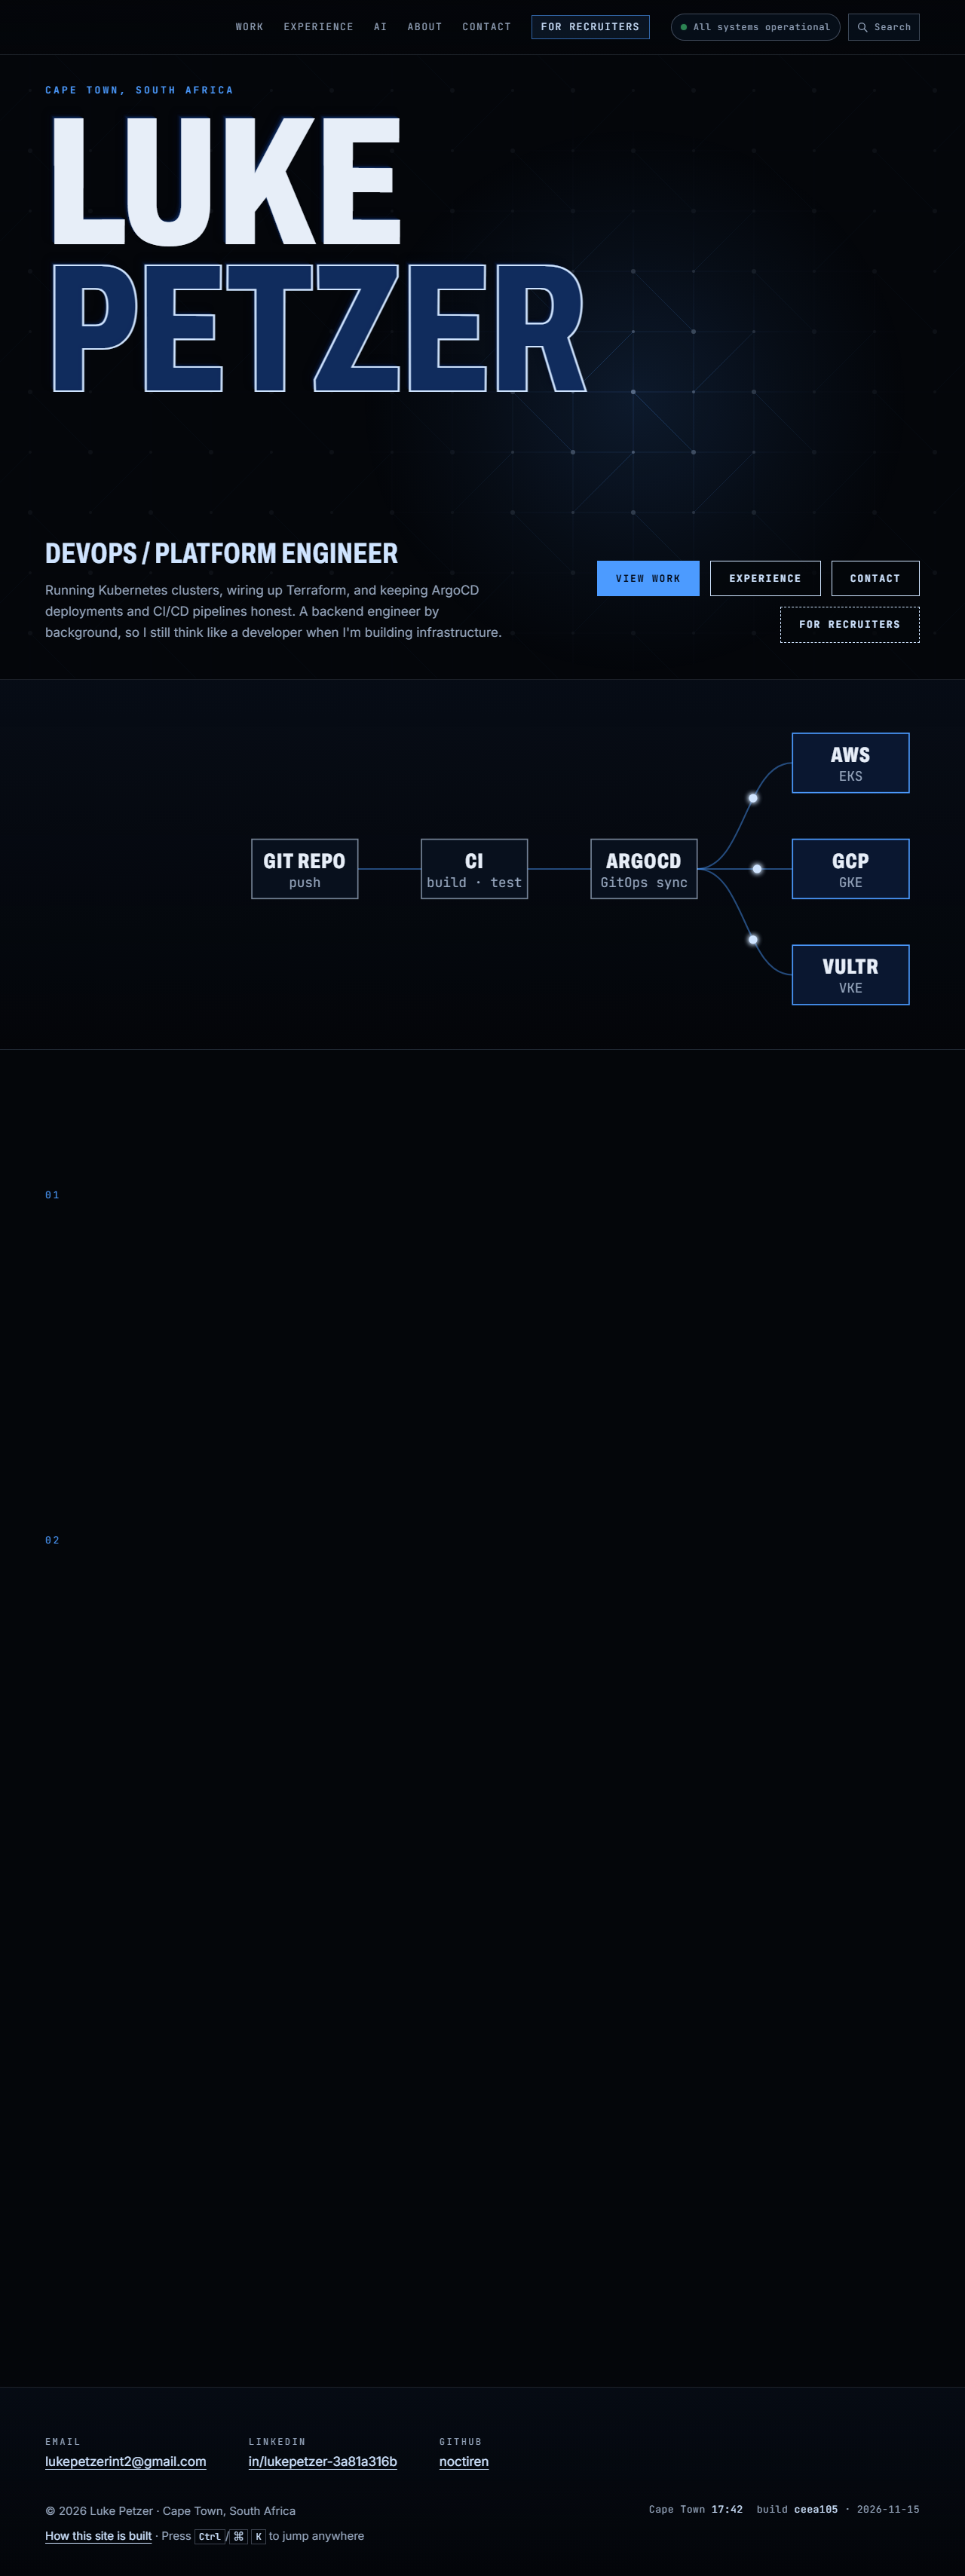 WORK EXPERIENCE AI ABOUT CONTACT FOR RECRUITERS All systems operational Search
CAPE TOWN, SOUTH AFRICA
LUKE
PETZER
DEVOPS / PLATFORM ENGINEER
Running Kubernetes clusters, wiring up Terraform, and keeping ArgoCD
deployments and CI/CD pipelines honest. A backend engineer by
background, so I still think like a developer when I'm building infrastructure.
VIEW WORK EXPERIENCE CONTACT
FOR RECRUITERS
AWS
EKS
GIT REPO
push
CI
build · test
ARGOCD
GitOps sync
GCP
GKE
VULTR
VKE
01
02
EMAIL
lukepetzerint2@gmail.com
LINKEDIN
in/lukepetzer-3a81a316b
GITHUB
noctiren
© 2026 Luke Petzer · Cape Town, South Africa
Cape Town 17:42 build ceea105 · 2026-11-15
How this site is built · Press Ctrl/⌘ K to jump anywhere